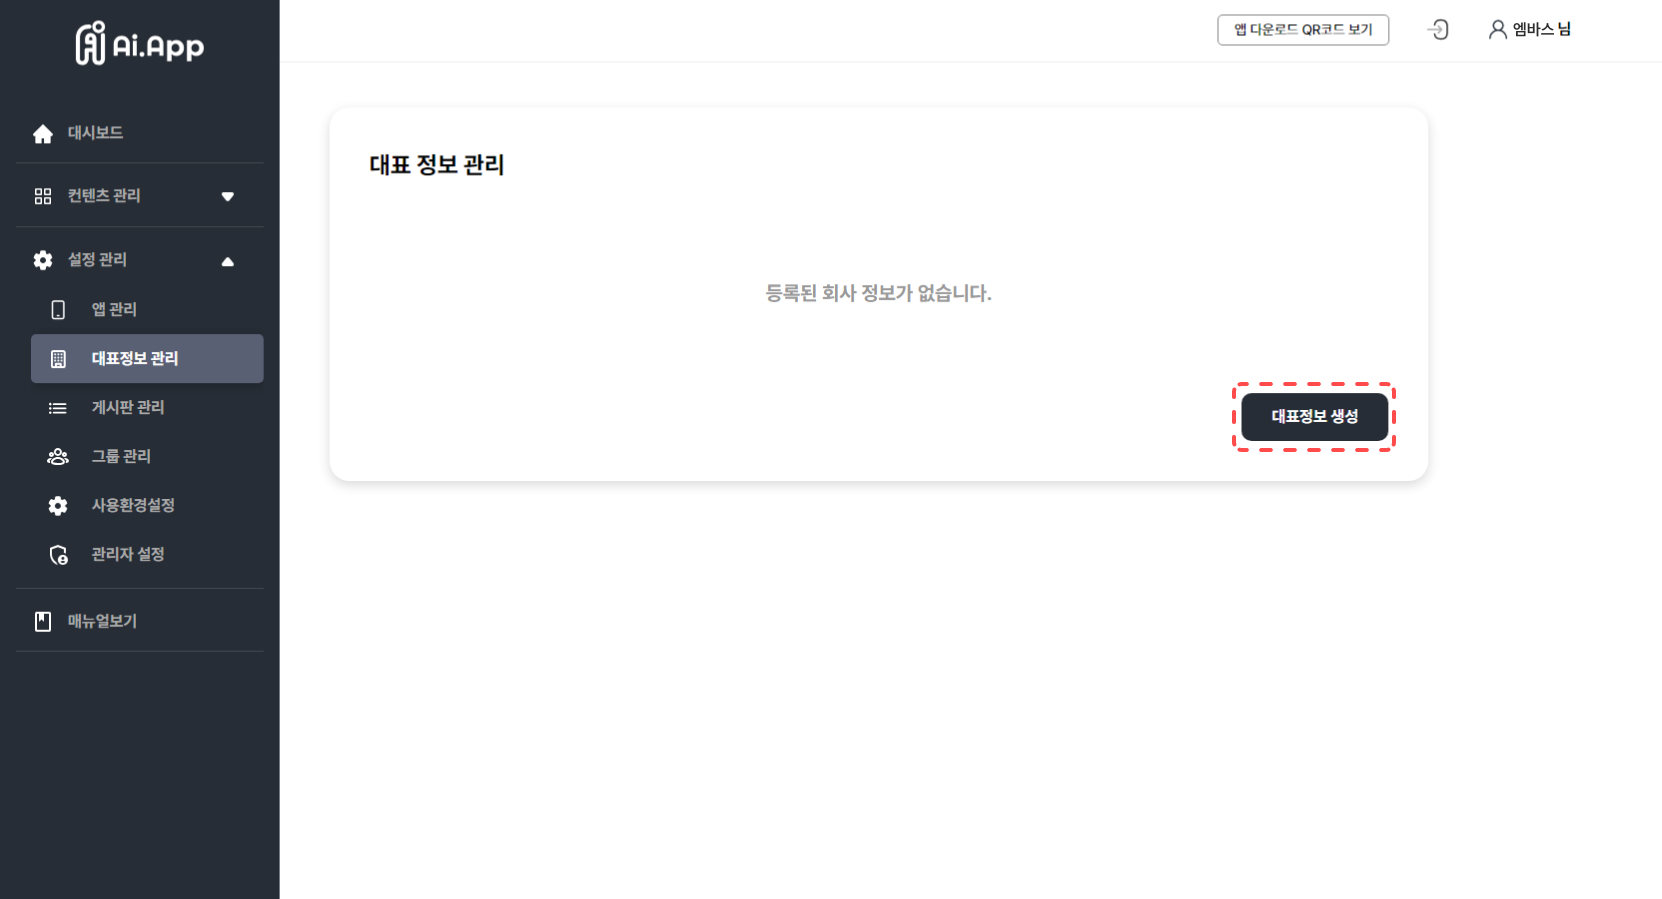 Ai.App
앱 다운로드 QR코드 보기
엠바스 님
대시보드
컨텐츠 관리
설정 관리
앱 관리
대표정보 관리
게시판 관리
그룹 관리
사용환경설정
관리자 설정
매뉴얼보기
대표 정보 관리
등록된 회사 정보가 없습니다.
대표정보 생성